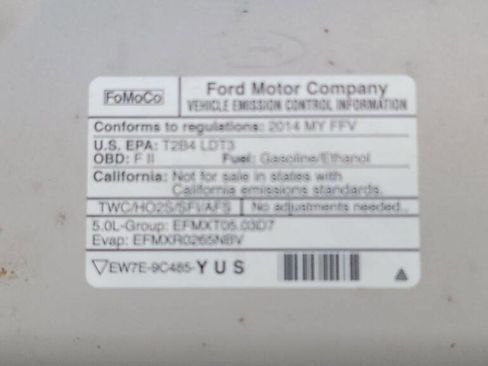 FoMoCo
Ford Motor Company
VEHICLE EMISSION CONTROL INFORMATION
Conforms to regulations: 2014 MY FFV
U.S. EPA: T2B4 LDT3
OBD: F II Fuel: Gasoline/Ethanol
California: Not for sale in states with
California emissions standards.
TWC/HO2S/SFI/AFS No adjustments needed.
5.0L-Group: EFMXT05.03D7
Evap: EFMXR0265NBV
EW7E-9C485-YUS